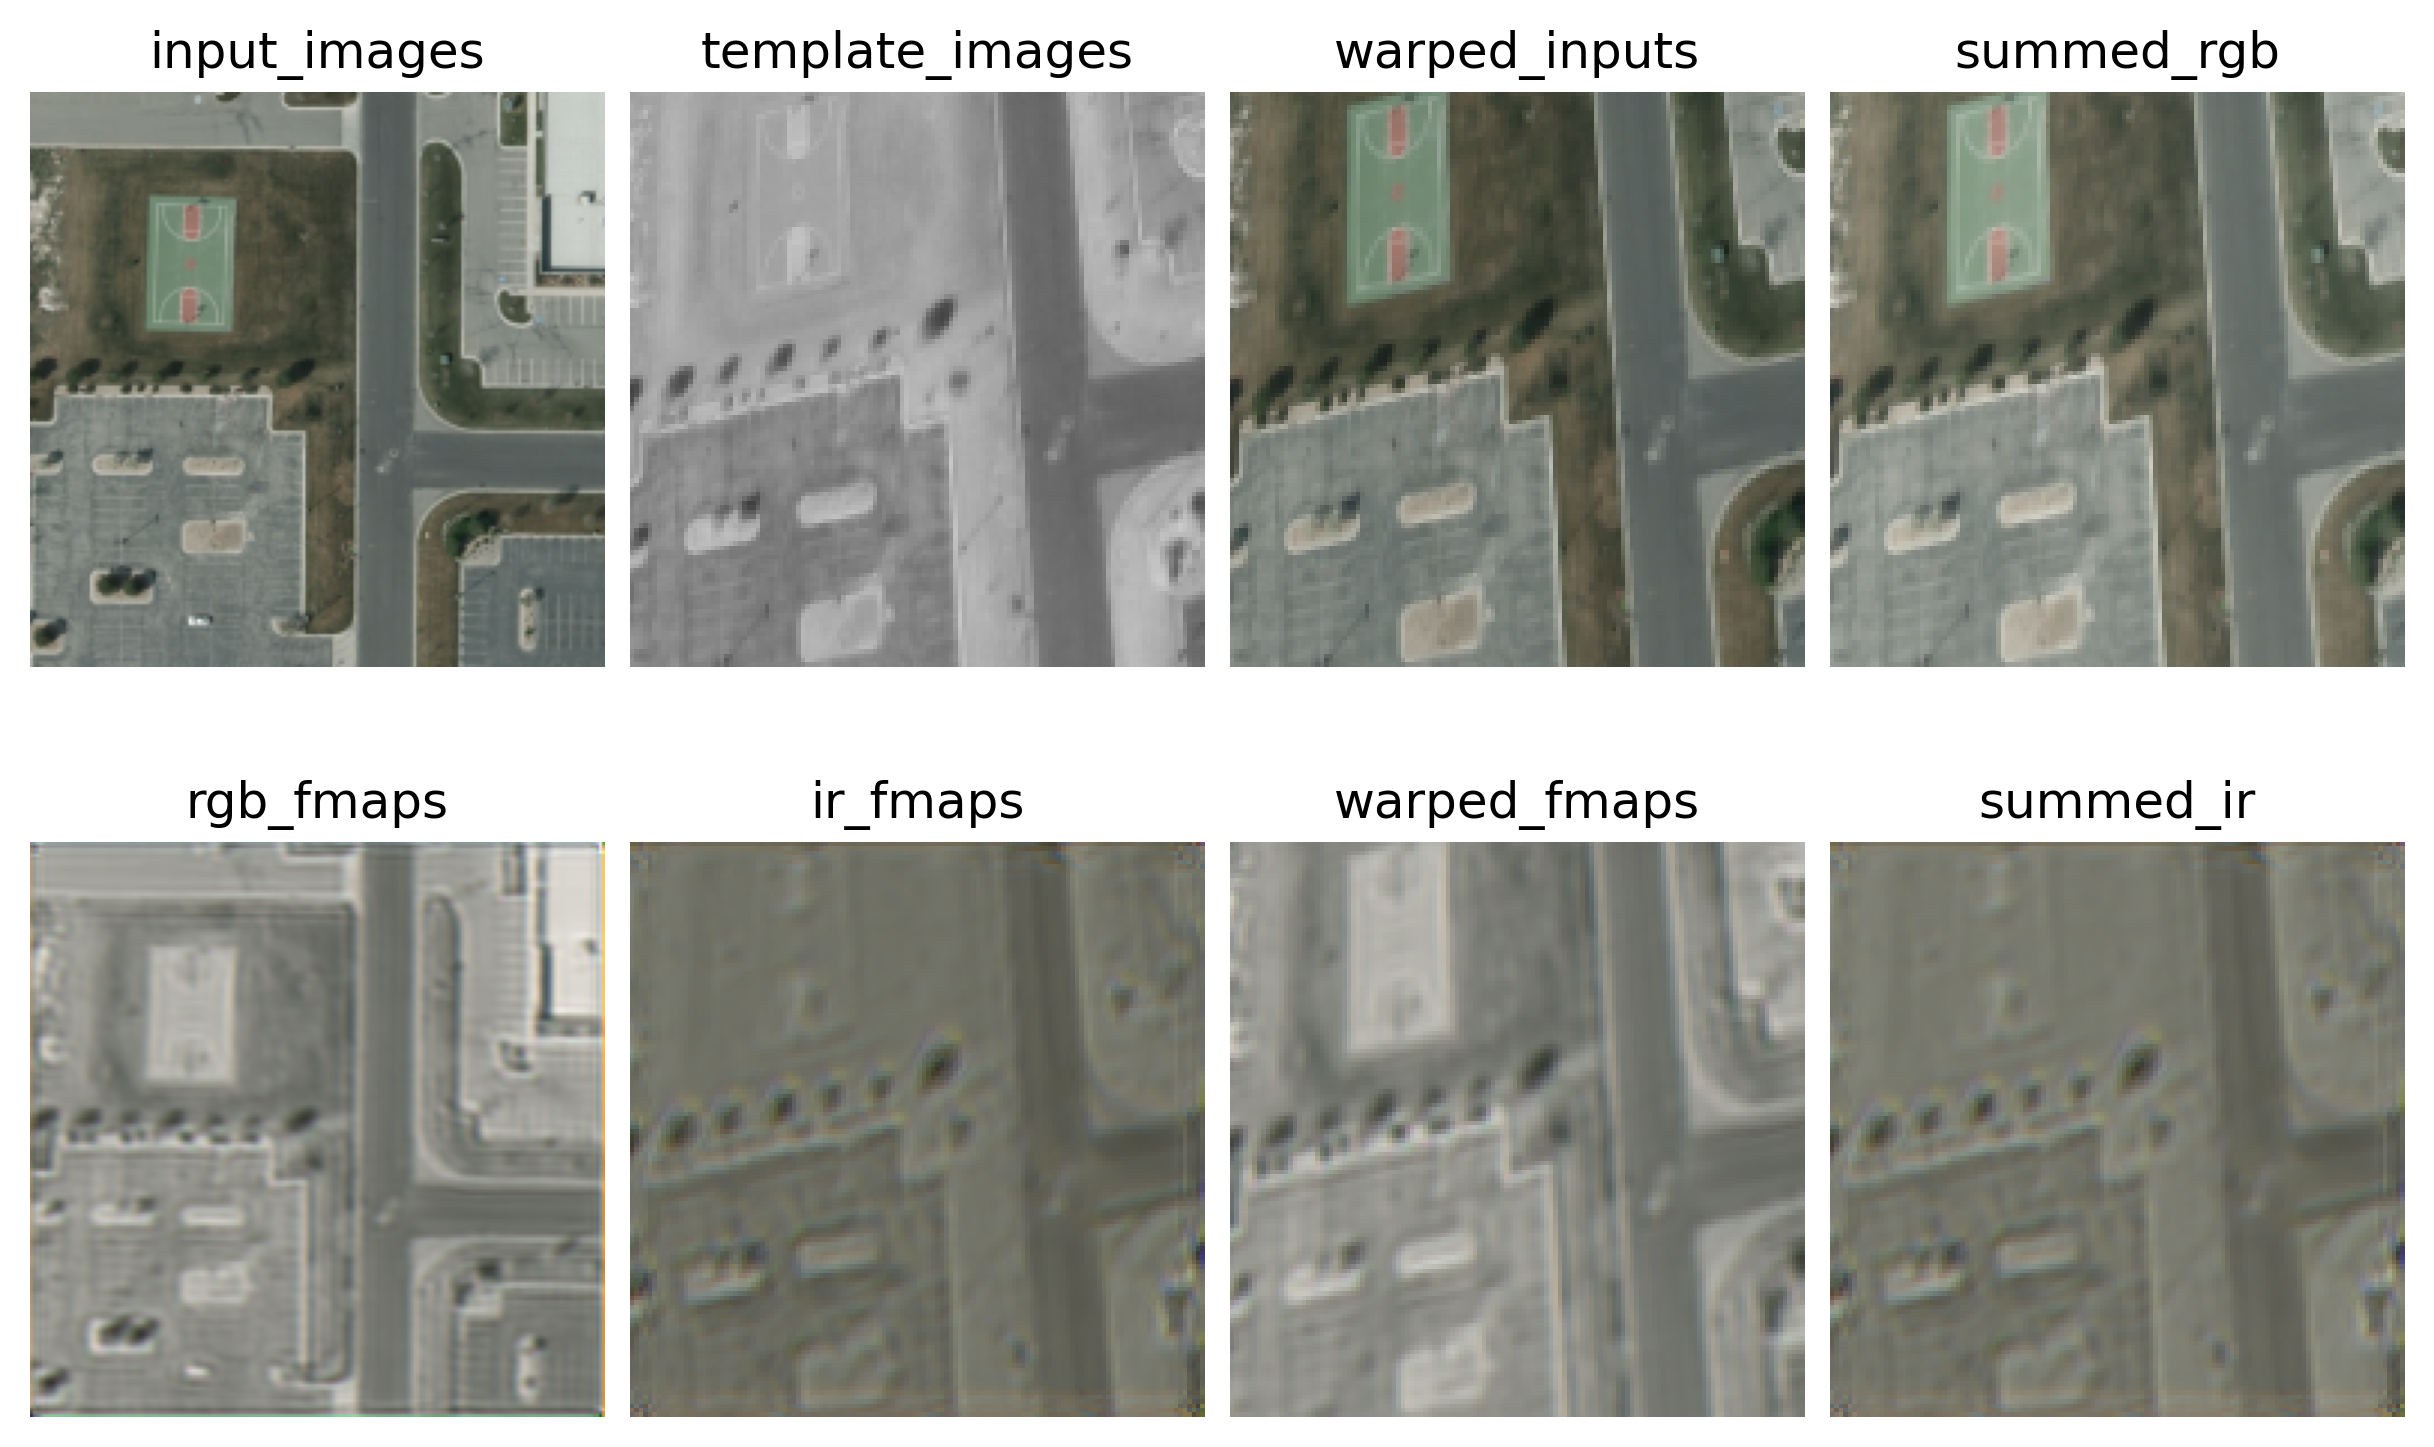 input_images
template_images
warped_inputs
summed_rgb
rgb_fmaps
ir_fmaps
warped_fmaps
summed_ir